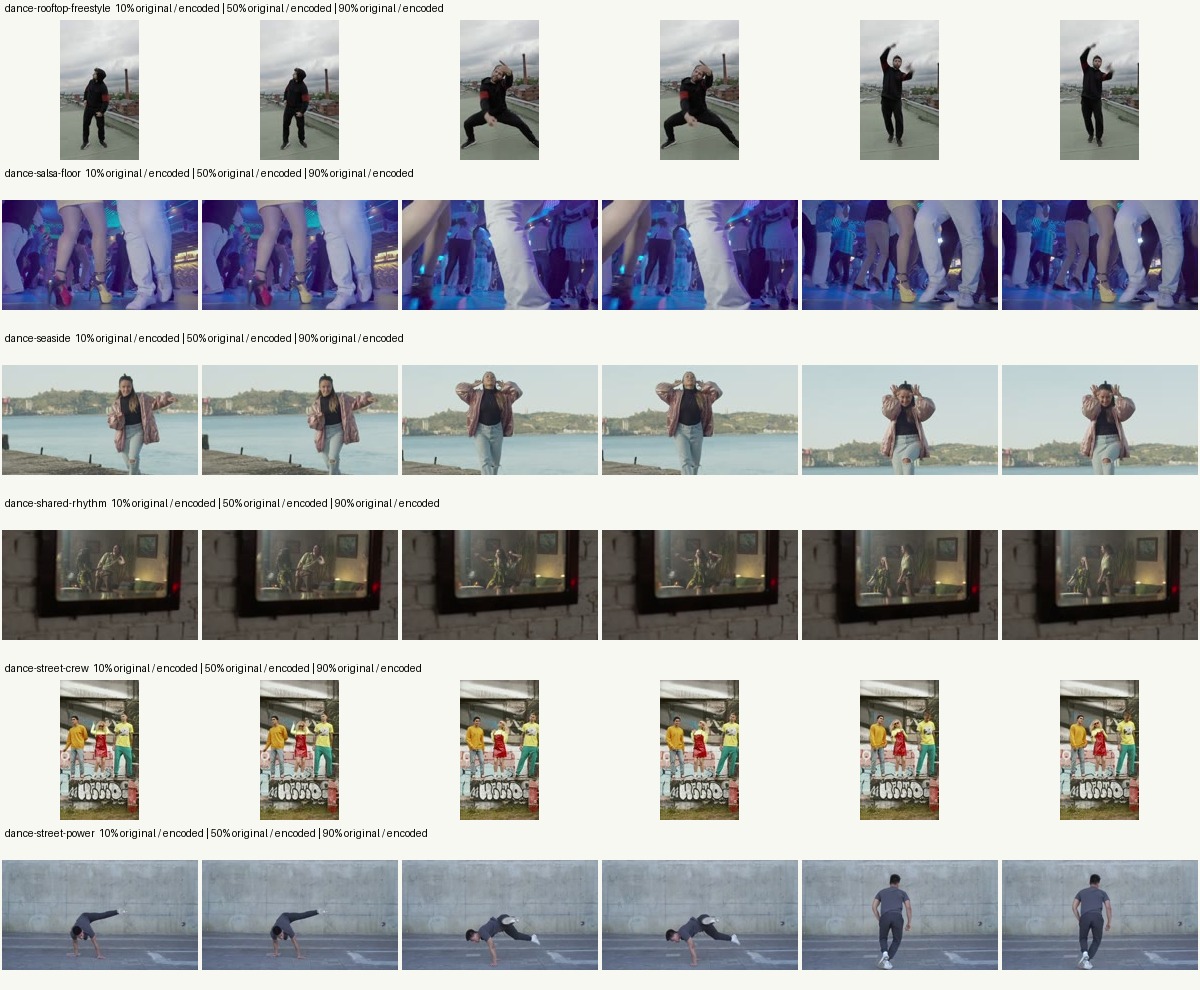 dance-rooftop-freestyle 10% original / encoded | 50% original / encoded | 90% original / encoded
dance-salsa-floor 10% original / encoded | 50% original / encoded | 90% original / encoded
dance-seaside 10% original / encoded | 50% original / encoded | 90% original / encoded
dance-shared-rhythm 10% original / encoded | 50% original / encoded | 90% original / encoded
dance-street-crew 10% original / encoded | 50% original / encoded | 90% original / encoded
dance-street-power 10% original / encoded | 50% original / encoded | 90% original / encoded